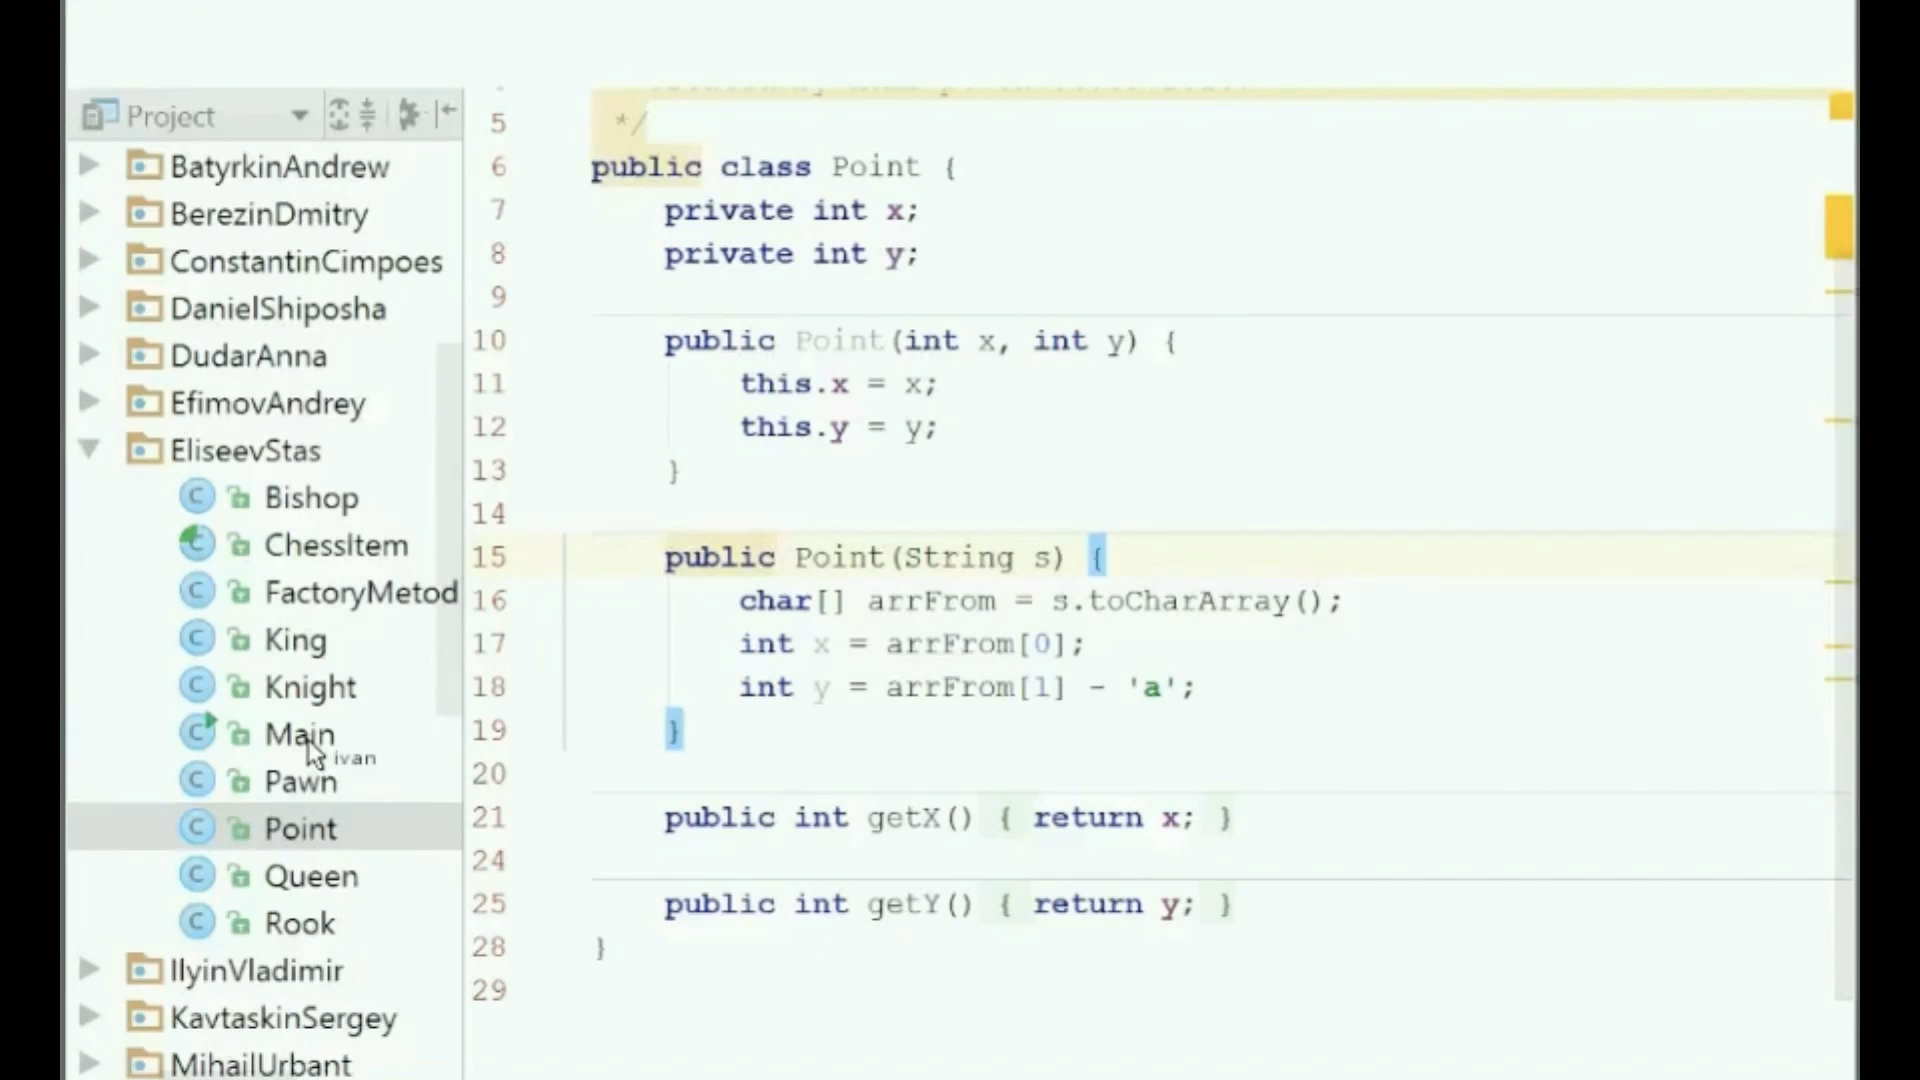 Project
BatyrkinAndrew
BerezinDmitry
ConstantinCimpoes
DanielShiposha
DudarAnna
EfimovAndrey
EliseevStas
Bishop
ChessItem
FactoryMetod
King
Knight
Main
ivan
Pawn
Point
Queen
Rook
IlyinVladimir
KavtaskinSergey
MihailUrbant
5 */
6 public class Point {
7 private int x;
8 private int y;
9
10 public Point(int x, int y) {
11 this.x = x;
12 this.y = y;
13 }
14
15 public Point(String s) {
16 char[] arrFrom = s.toCharArray();
17 int x = arrFrom[0];
18 int y = arrFrom[1] - 'a';
19 }
20
21 public int getX() { return x; }
24
25 public int getY() { return y; }
28 }
29